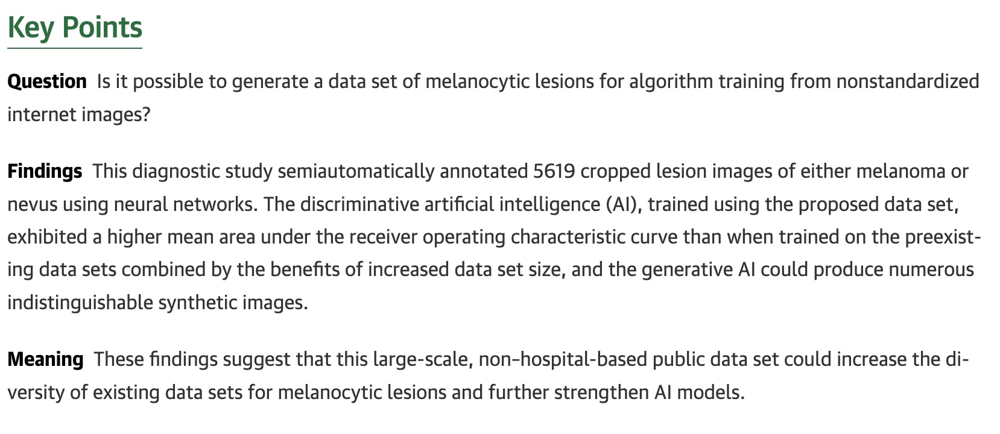 Key Points
Question Is it possible to generate a data set of melanocytic lesions for algorithm training from nonstandardized
internet images?
Findings This diagnostic study semiautomatically annotated 5619 cropped lesion images of either melanoma or
nevus using neural networks. The discriminative artificial intelligence (AI), trained using the proposed data set,
exhibited a higher mean area under the receiver operating characteristic curve than when trained on the preexist-
ing data sets combined by the benefits of increased data set size, and the generative AI could produce numerous
indistinguishable synthetic images.
Meaning These findings suggest that this large-scale, non–hospital-based public data set could increase the di-
versity of existing data sets for melanocytic lesions and further strengthen AI models.